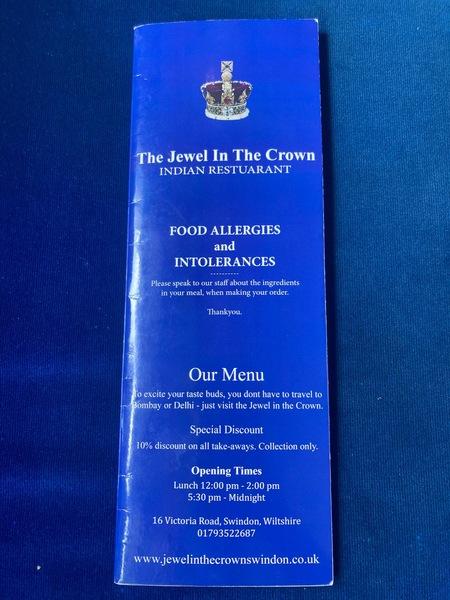 The Jewel In The Crown
INDIAN RESTUARANT
FOOD ALLERGIES
and
INTOLERANCES
----------
Please speak to our staff about the ingredients
in your meal, when making your order.
Thankyou.
Our Menu
To excite your taste buds, you dont have to travel to
Bombay or Delhi - just visit the Jewel in the Crown.
Special Discount
10% discount on all take-aways. Collection only.
Opening Times
Lunch 12:00 pm - 2:00 pm
5:30 pm - Midnight
16 Victoria Road, Swindon, Wiltshire
01793522687
www.jewelinthecrownswindon.co.uk